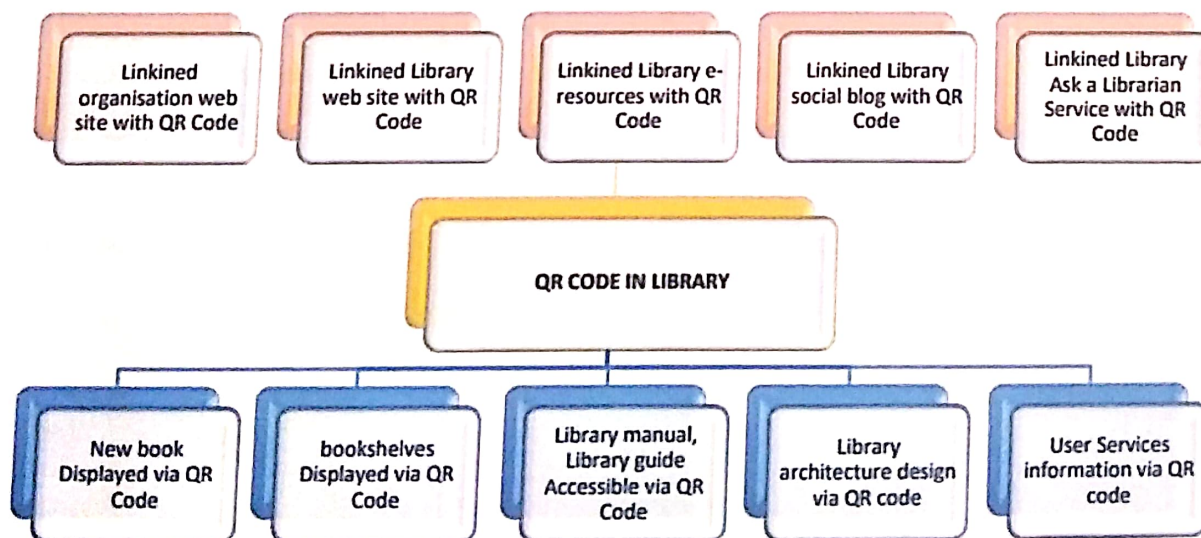 Linkined
organisation web
site with QR Code
Linkined Library
web site with QR
Code
Linkined Library e-
resources with QR
Code
Linkined Library
social blog with QR
Code
Linkined Library
Ask a Librarian
Service with QR
Code
QR CODE IN LIBRARY
New book
Displayed via QR
Code
bookshelves
Displayed via QR
Code
Library manual,
Library guide
Accessible via QR
Code
Library
architecture design
via QR code
User Services
information via QR
code